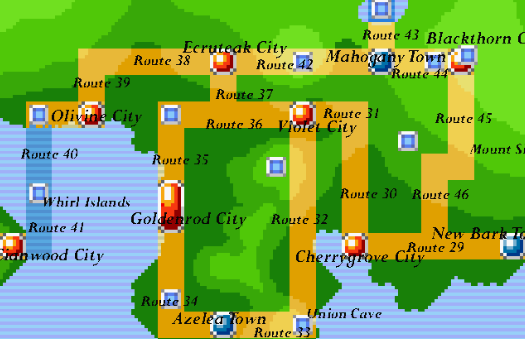 Route 43
Blackthorn C
Ecruteak City
Mahogany Town
Route 38
Route 42
Route 44
Route 39
Route 37
Olivine City
Route 36
Violet City
Route 31
Route 45
Route 40
Route 35
Mount Si
Whirl Islands
Route 30
Route 46
Goldenrod City
Route 32
Route 41
New Bark To
Cianwood City
Cherrygrove City
Route 29
Route 34
Azelea Town
Union Cave
Route 33